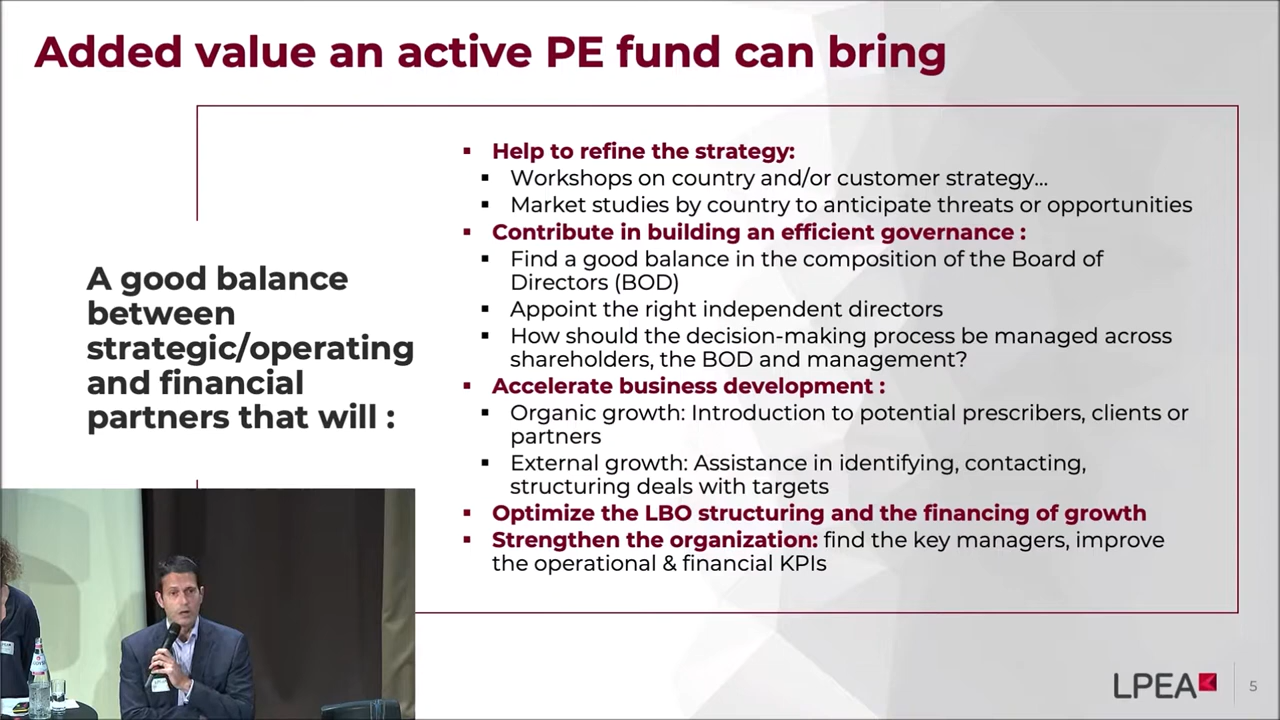 Added value an active PE fund can bring
A good balance
between
strategic/operating
and financial
partners that will :
▪ Help to refine the strategy:
▪ Workshops on country and/or customer strategy...
▪ Market studies by country to anticipate threats or opportunities
▪ Contribute in building an efficient governance :
▪ Find a good balance in the composition of the Board of
Directors (BOD)
▪ Appoint the right independent directors
▪ How should the decision-making process be managed across
shareholders, the BOD and management?
▪ Accelerate business development :
▪ Organic growth: Introduction to potential prescribers, clients or
partners
▪ External growth: Assistance in identifying, contacting,
structuring deals with targets
▪ Optimize the LBO structuring and the financing of growth
▪ Strengthen the organization: find the key managers, improve
the operational & financial KPIs
LPEA
5